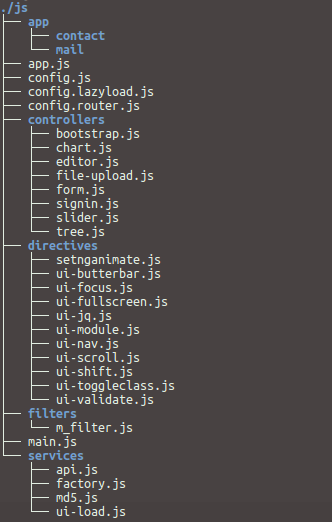 ./js
├── app
│   ├── contact
│   └── mail
├── app.js
├── config.js
├── config.lazyload.js
├── config.router.js
├── controllers
│   ├── bootstrap.js
│   ├── chart.js
│   ├── editor.js
│   ├── file-upload.js
│   ├── form.js
│   ├── signin.js
│   ├── slider.js
│   └── tree.js
├── directives
│   ├── setnganimate.js
│   ├── ui-butterbar.js
│   ├── ui-focus.js
│   ├── ui-fullscreen.js
│   ├── ui-jq.js
│   ├── ui-module.js
│   ├── ui-nav.js
│   ├── ui-scroll.js
│   ├── ui-shift.js
│   ├── ui-toggleclass.js
│   └── ui-validate.js
├── filters
│   └── m_filter.js
├── main.js
└── services
    ├── api.js
    ├── factory.js
    ├── md5.js
    └── ui-load.js